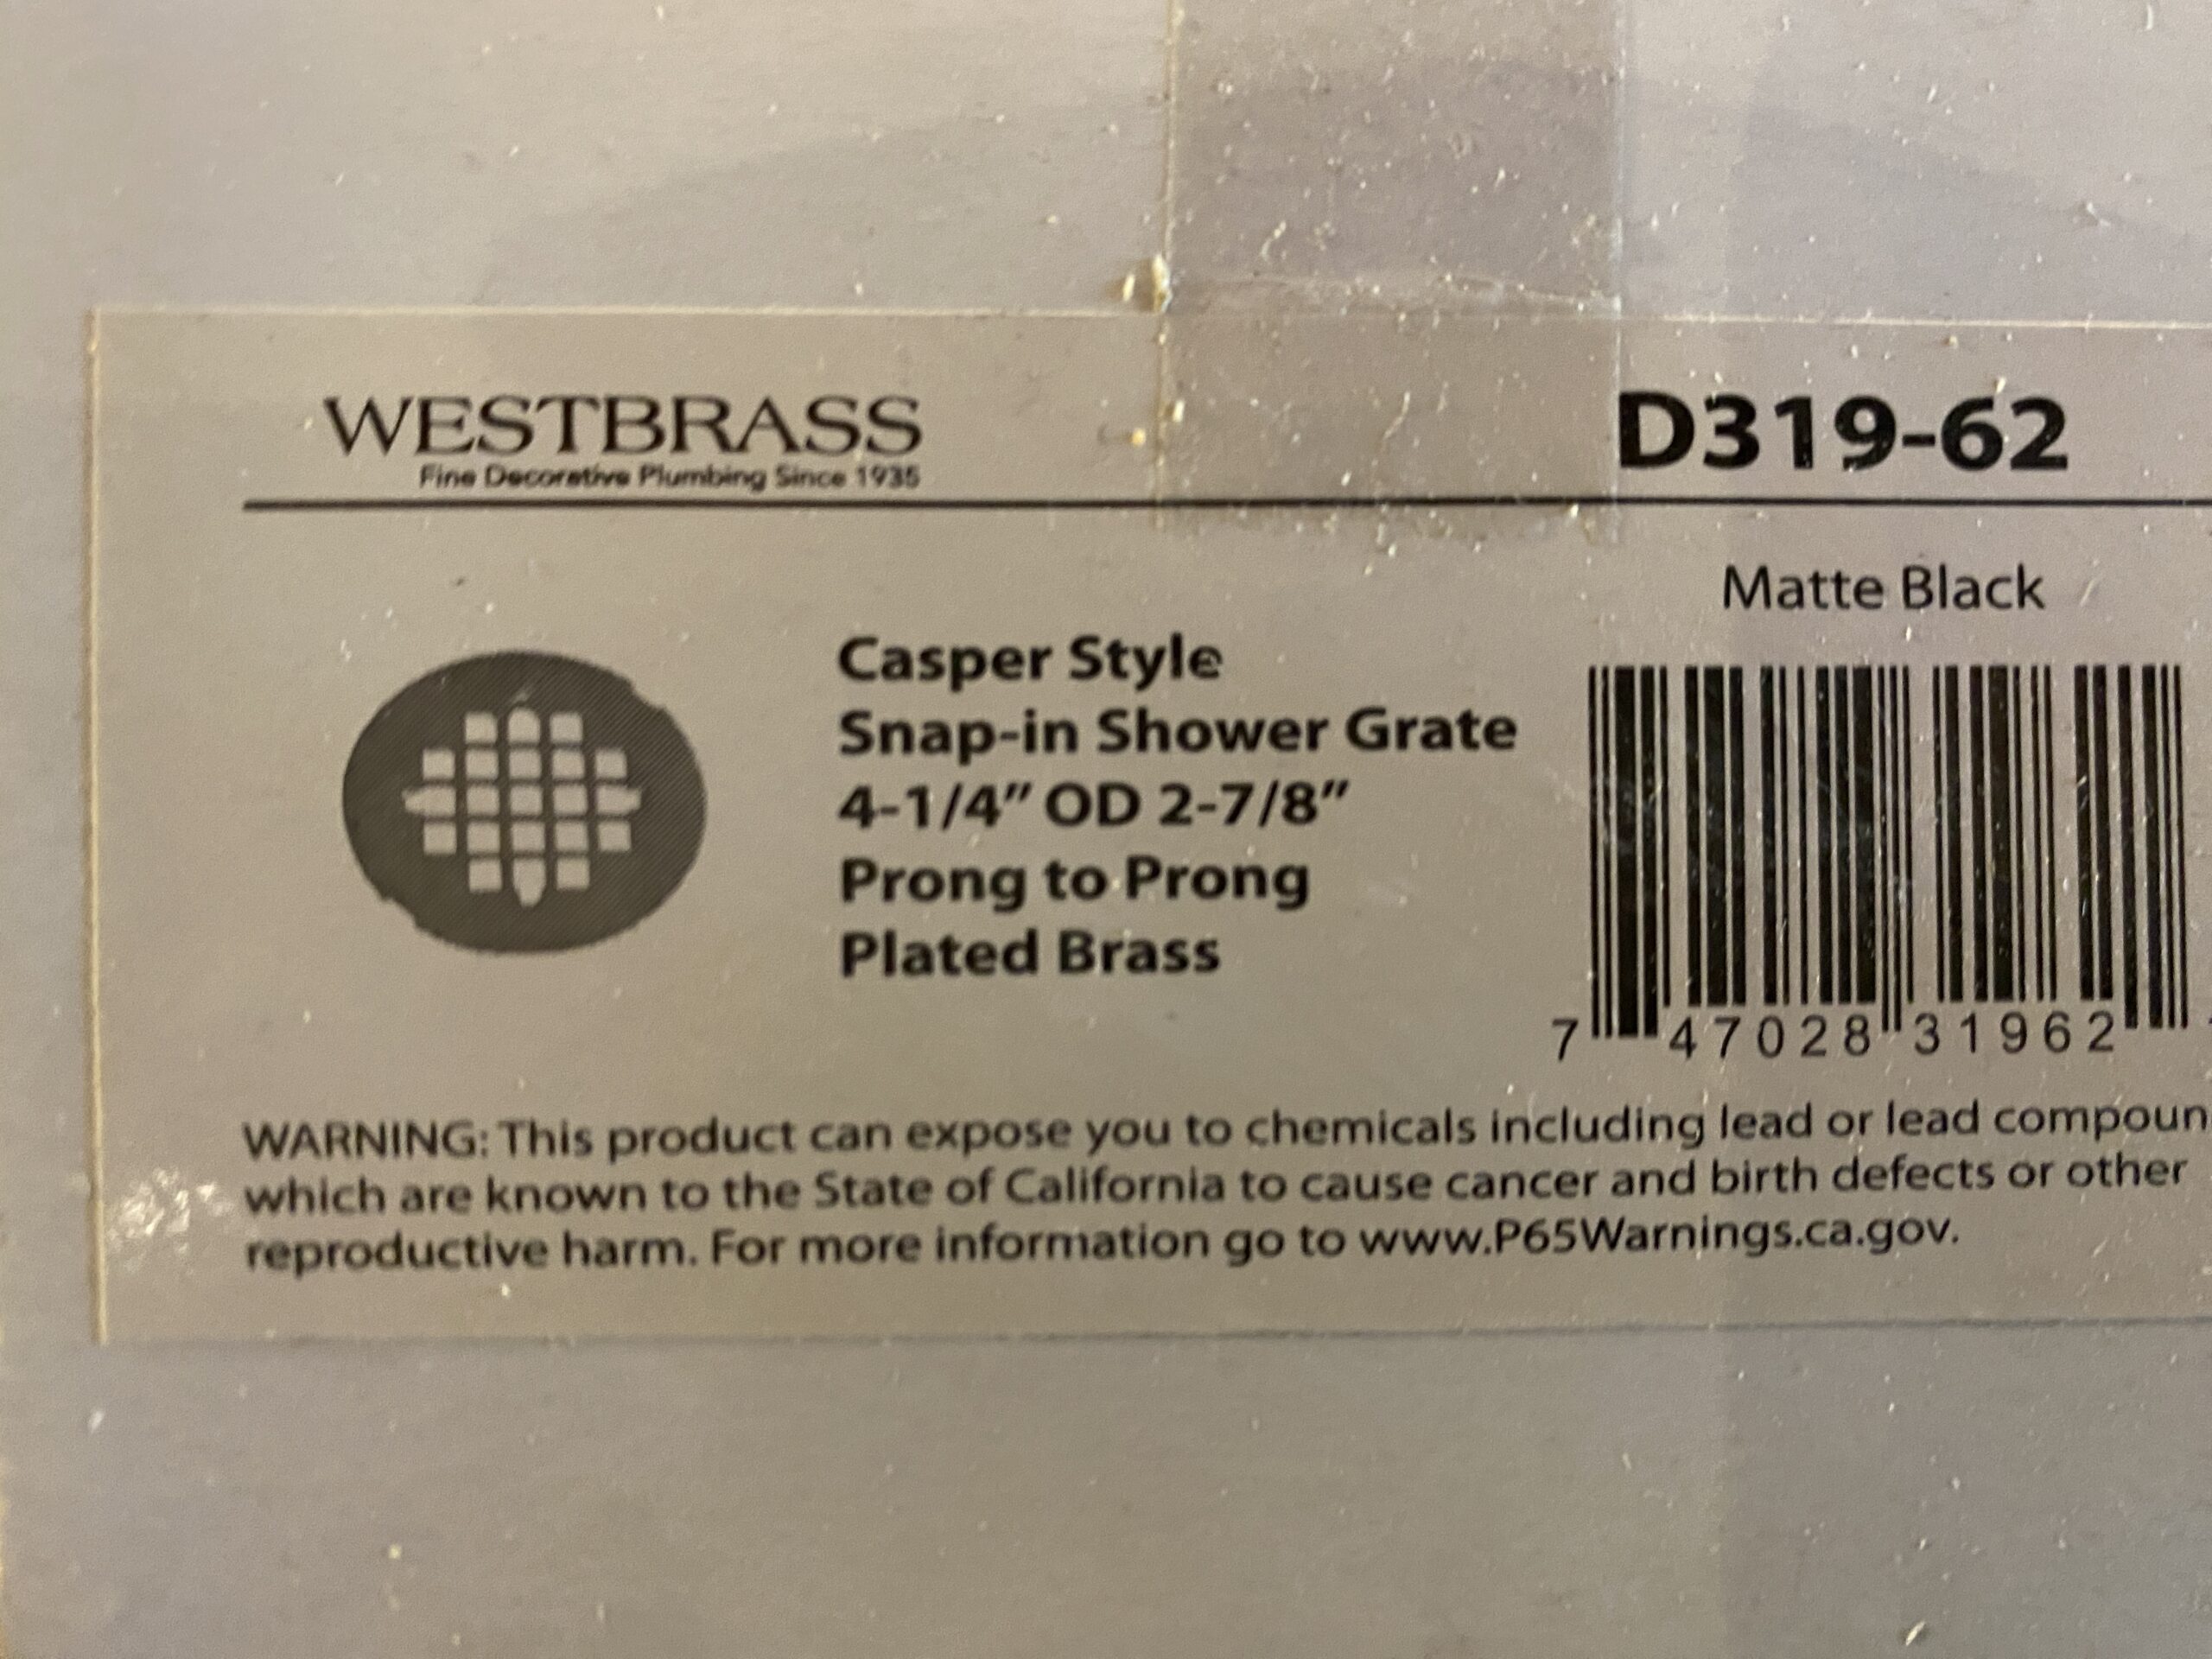 WESTBRASS
Fine Decorative Plumbing Since 1935
D319-62
Matte Black
Casper Style
Snap-in Shower Grate
4-1/4" OD 2-7/8"
Prong to Prong
Plated Brass
7 47028 31962
WARNING: This product can expose you to chemicals including lead or lead compoun
which are known to the State of California to cause cancer and birth defects or other
reproductive harm. For more information go to www.P65Warnings.ca.gov.